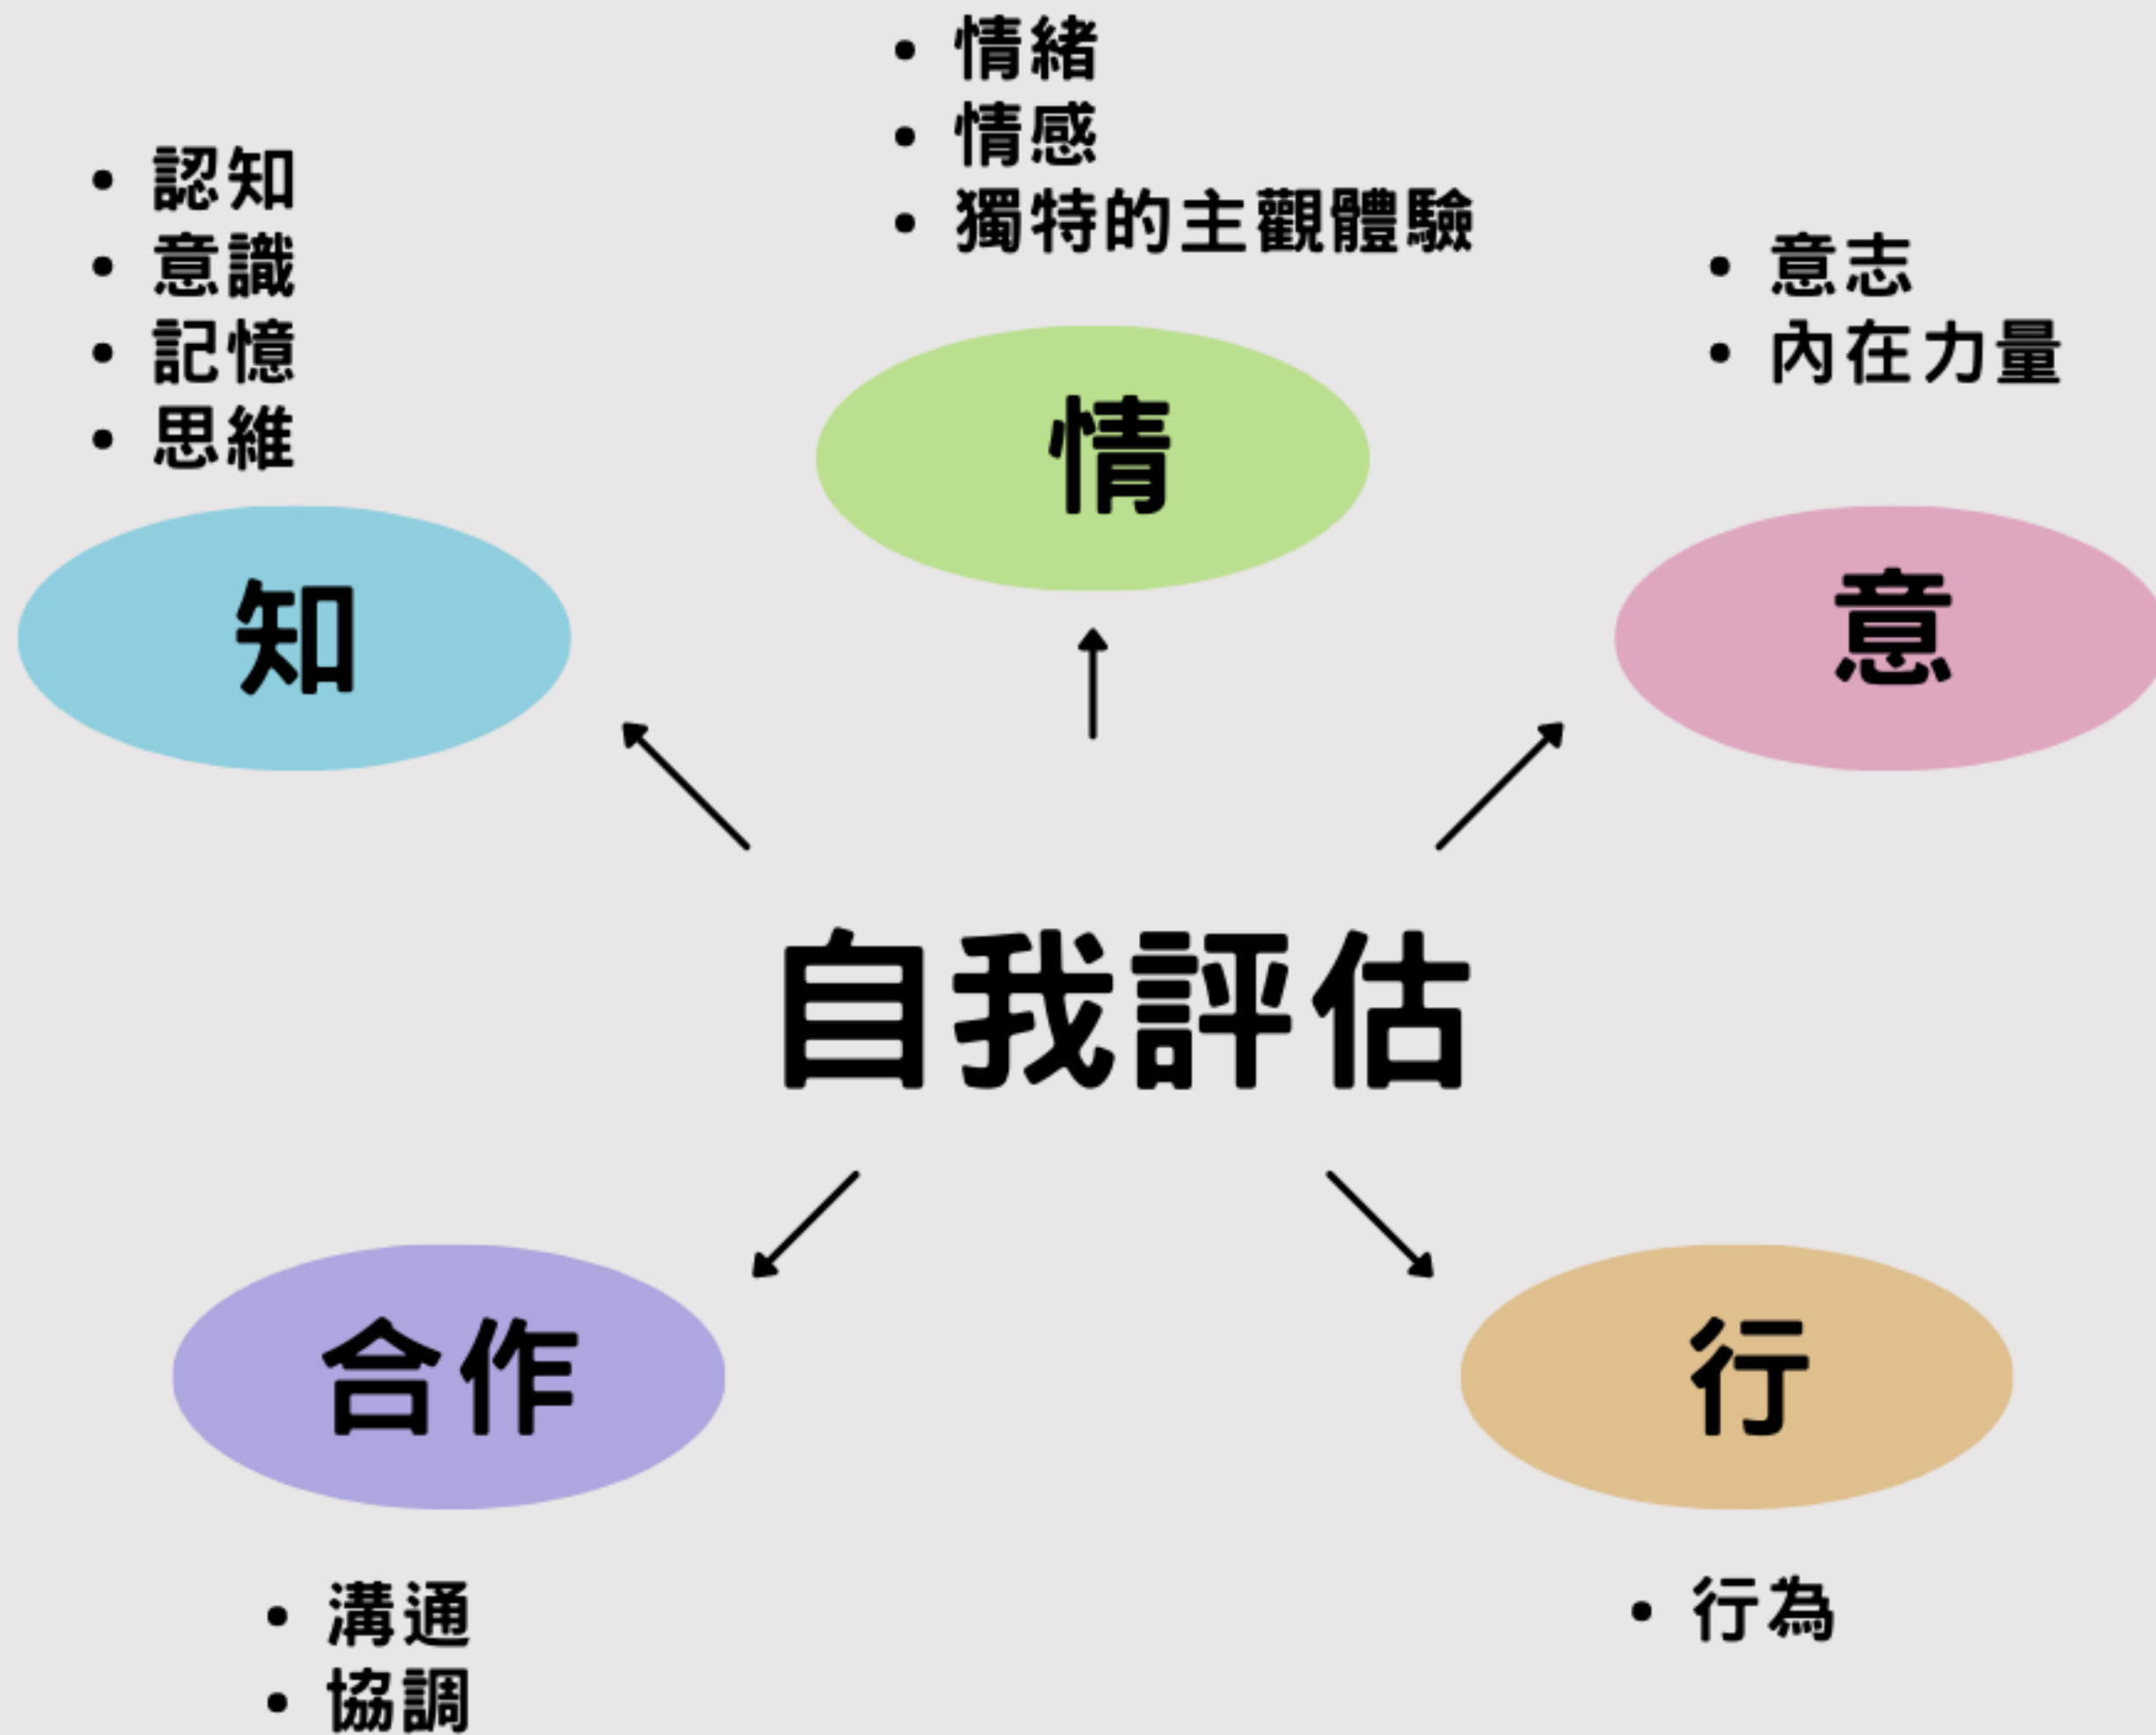 • 情緒
• 情感
• 獨特的主觀體驗
• 認知
• 意識
• 記憶
• 思維
• 意志
• 內在力量
情
知
意
自我評估
合作
行
• 溝通
• 協調
• 行為